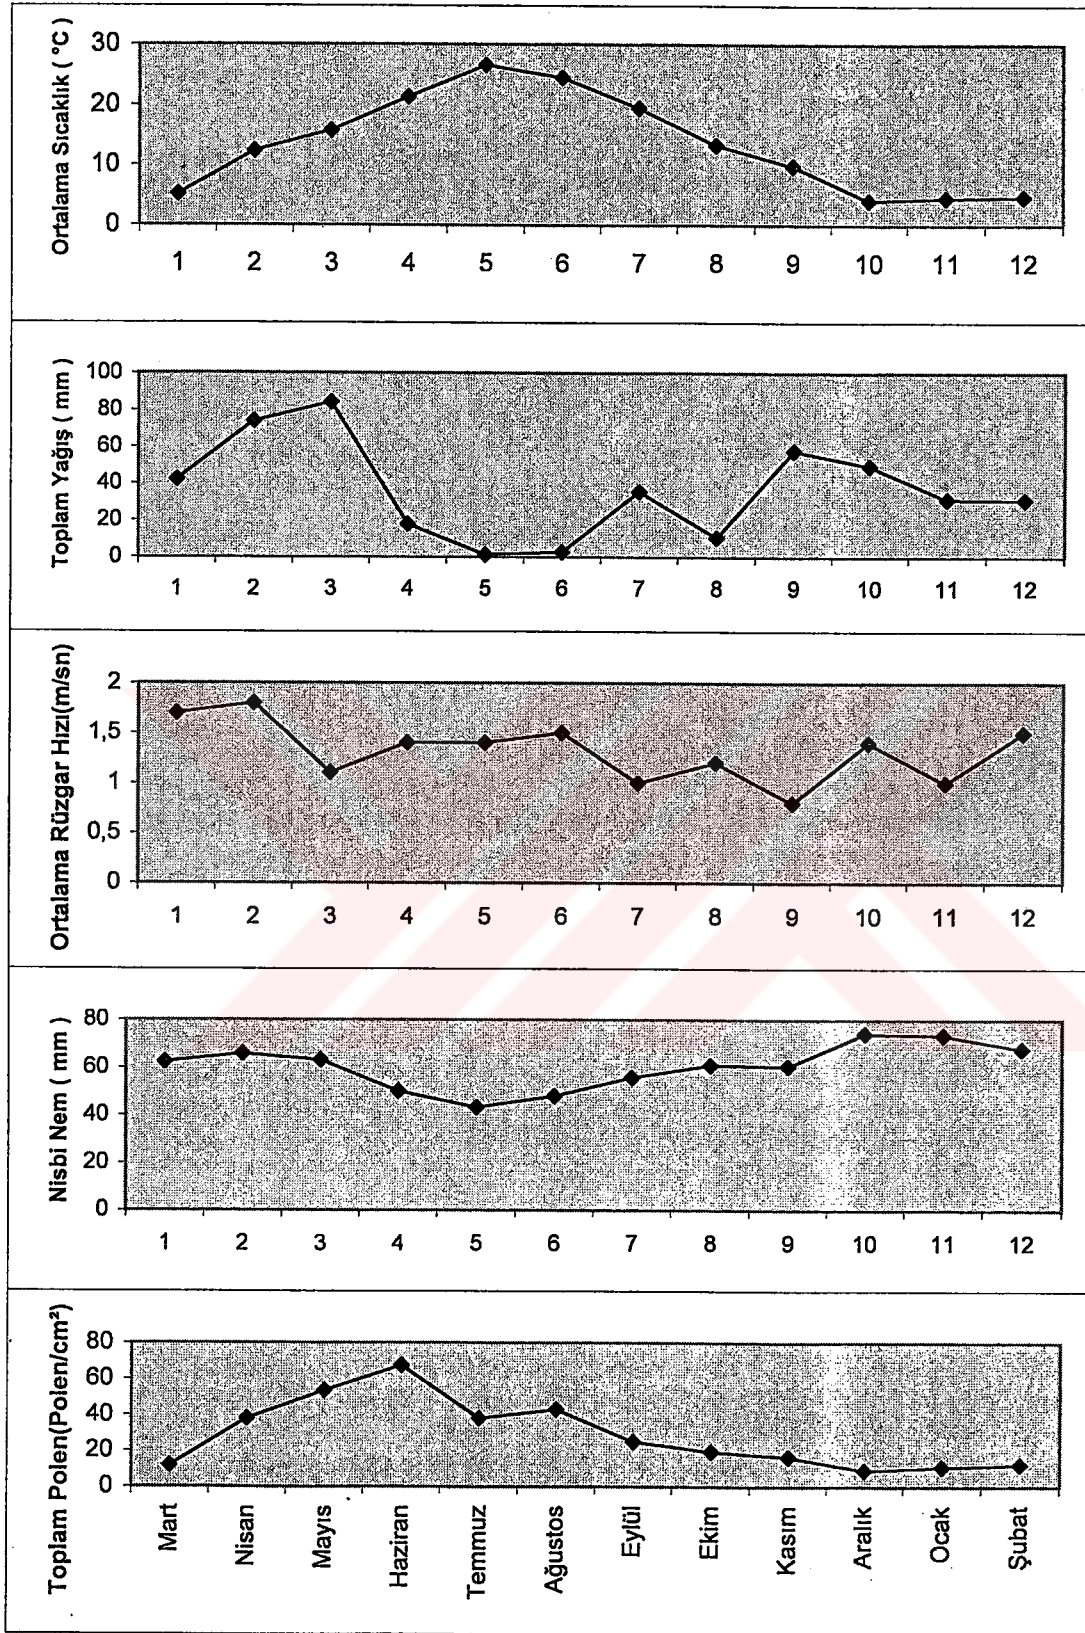 Ortalama Sıcaklık ( °C )
30
20
10
0
1 2 3 4 5 6 7 8 9 10 11 12
Toplam Yağış ( mm )
100
80
60
40
20
0
1 2 3 4 5 6 7 8 9 10 11 12
Ortalama Rüzgar Hızı(m/sn)
2
1,5
1
0,5
0
1 2 3 4 5 6 7 8 9 10 11 12
Nisbi Nem ( mm )
80
60
40
20
0
1 2 3 4 5 6 7 8 9 10 11 12
Toplam Polen(Polen/cm²)
80
60
40
20
0
Mart Nisan Mayıs Haziran Temmuz Ağustos Eylül Ekim Kasım Aralık Ocak Şubat